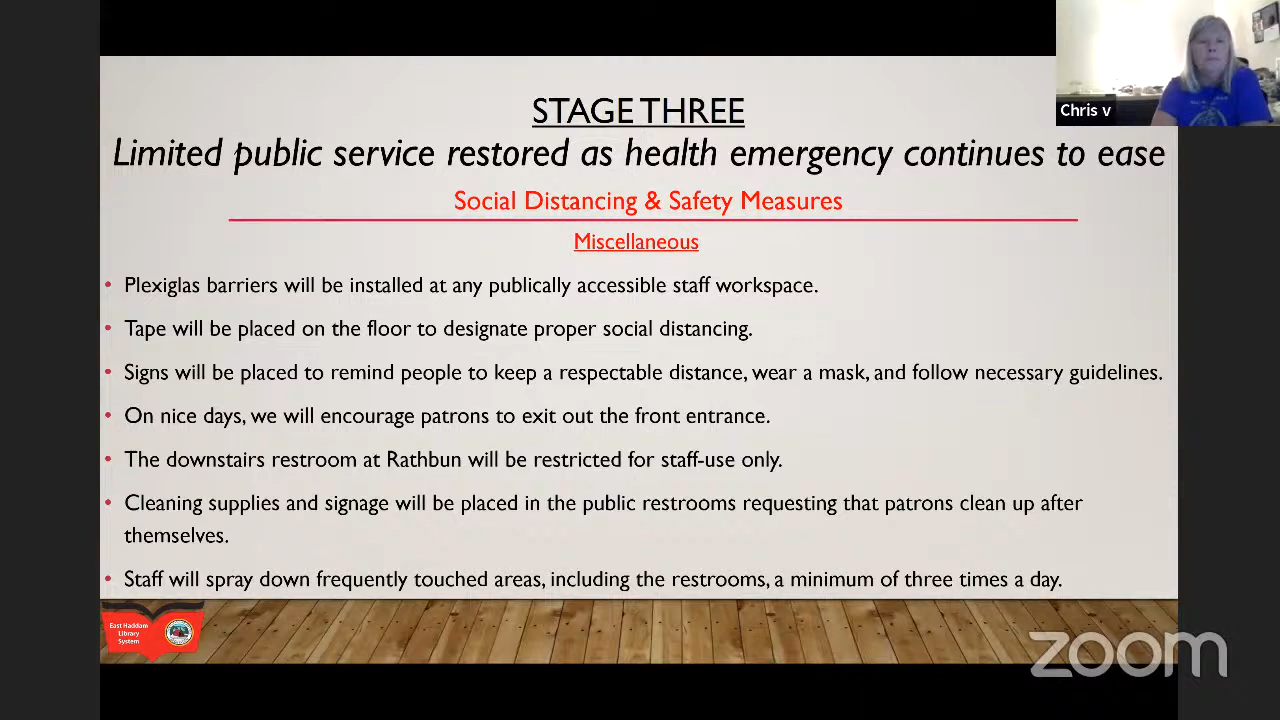 Chris v
STAGE THREE
Limited public service restored as health emergency continues to ease
Social Distancing & Safety Measures
Miscellaneous
• Plexiglas barriers will be installed at any publically accessible staff workspace.
• Tape will be placed on the floor to designate proper social distancing.
• Signs will be placed to remind people to keep a respectable distance, wear a mask, and follow necessary guidelines.
• On nice days, we will encourage patrons to exit out the front entrance.
• The downstairs restroom at Rathbun will be restricted for staff-use only.
• Cleaning supplies and signage will be placed in the public restrooms requesting that patrons clean up after
themselves.
• Staff will spray down frequently touched areas, including the restrooms, a minimum of three times a day.
East Haddam
Library
System
zoom